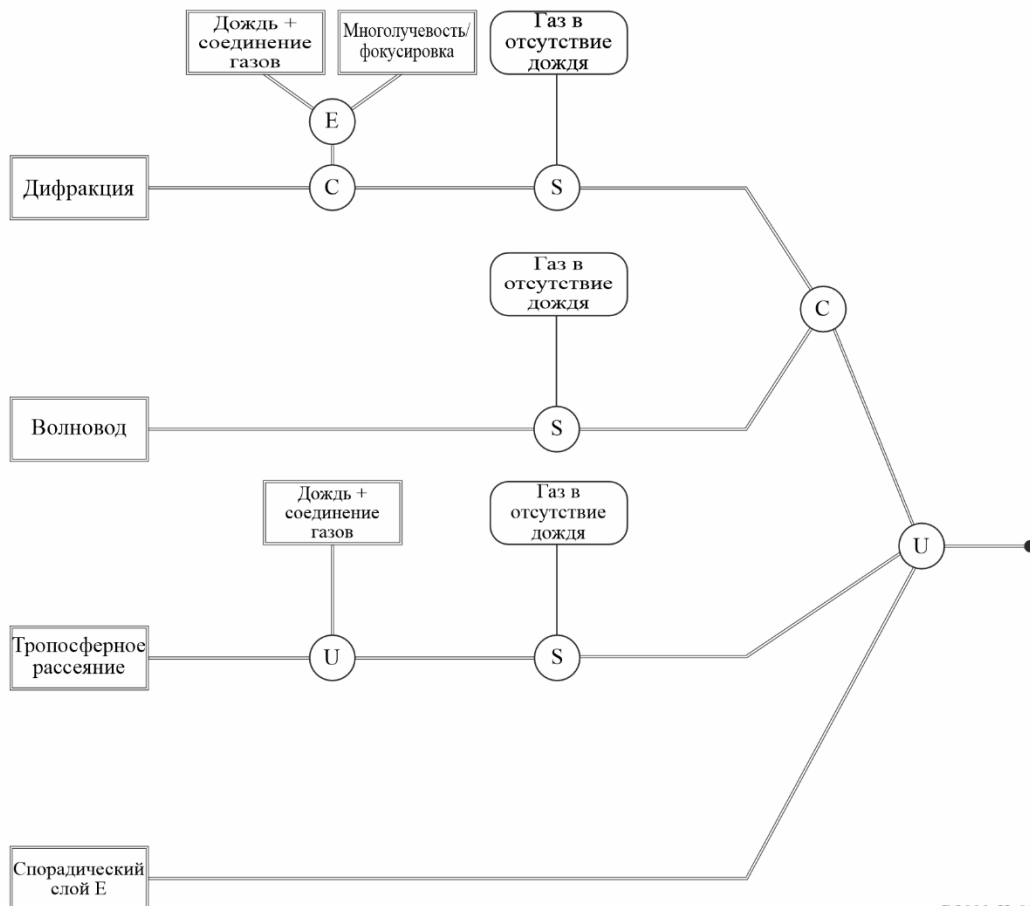 Дождь +
соединение
газов
Многолучевость/
фокусировка
Газ в
отсутствие
дождя
E
Дифракция
C
S
Газ в
отсутствие
дождя
C
Волновод
S
Дождь +
соединение
газов
Газ в
отсутствие
дождя
U
Тропосферное
рассеяние
U
S
Спорадический
слой E